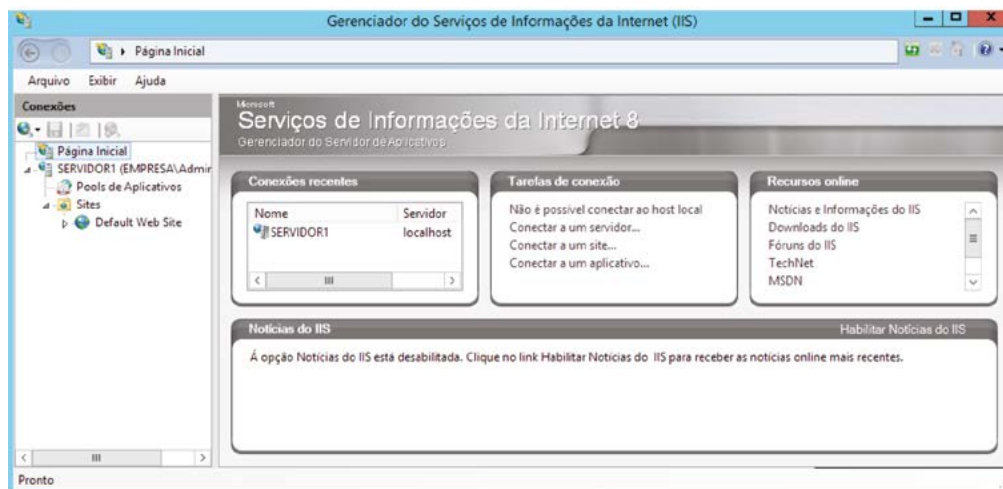 Gerenciador do Serviços de Informações da Internet (IIS)
Página Inicial
Arquivo Exibir Ajuda
Conexões
Página Inicial
SERVIDOR1 (EMPRESA\Admir
Pools de Aplicativos
Sites
Default Web Site
Microsoft
Serviços de Informações da Internet 8
Gerenciador do Servidor de Aplicativos
Conexões recentes
Nome Servidor
SERVIDOR1 localhost
Tarefas de conexão
Não é possivel conectar ao host local
Conectar a um servidor...
Conectar a um site...
Conectar a um aplicativo...
Recursos online
Notícias e Informações do IIS
Downloads do IIS
Fóruns do IIS
TechNet
MSDN
Notícias do IIS Habilitar Notícias do IIS
Á opção Notícias do IIS está desabilitada. Clique no link Habilitar Notícias do IIS para receber as notícias online mais recentes.
Pronto